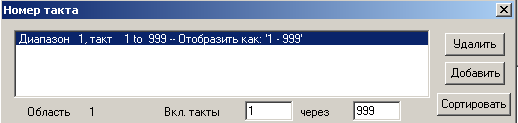 Номер такта
Диапазон 1, такт 1 to 999 -- Отобразить как: '1 - 999'
Удалить
Добавить
Сортировать
Область 1 Вкл. такты 1 через 999